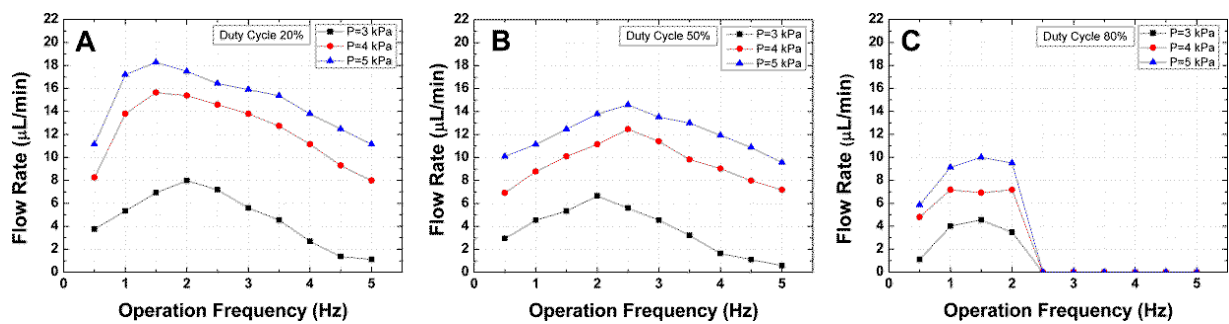 A
Duty Cycle 20%
P=3 kPa
P=4 kPa
P=5 kPa
Flow Rate (μL/min)
22
20
18
16
14
12
10
8
6
4
2
0
0 1 2 3 4 5
Operation Frequency (Hz)
B
Duty Cycle 50%
P=3 kPa
P=4 kPa
P=5 kPa
Flow Rate (μL/min)
22
20
18
16
14
12
10
8
6
4
2
0
0 1 2 3 4 5
Operation Frequency (Hz)
C
Duty Cycle 80%
P=3 kPa
P=4 kPa
P=5 kPa
Flow Rate (μL/min)
22
20
18
16
14
12
10
8
6
4
2
0
0 1 2 3 4 5
Operation Frequency (Hz)